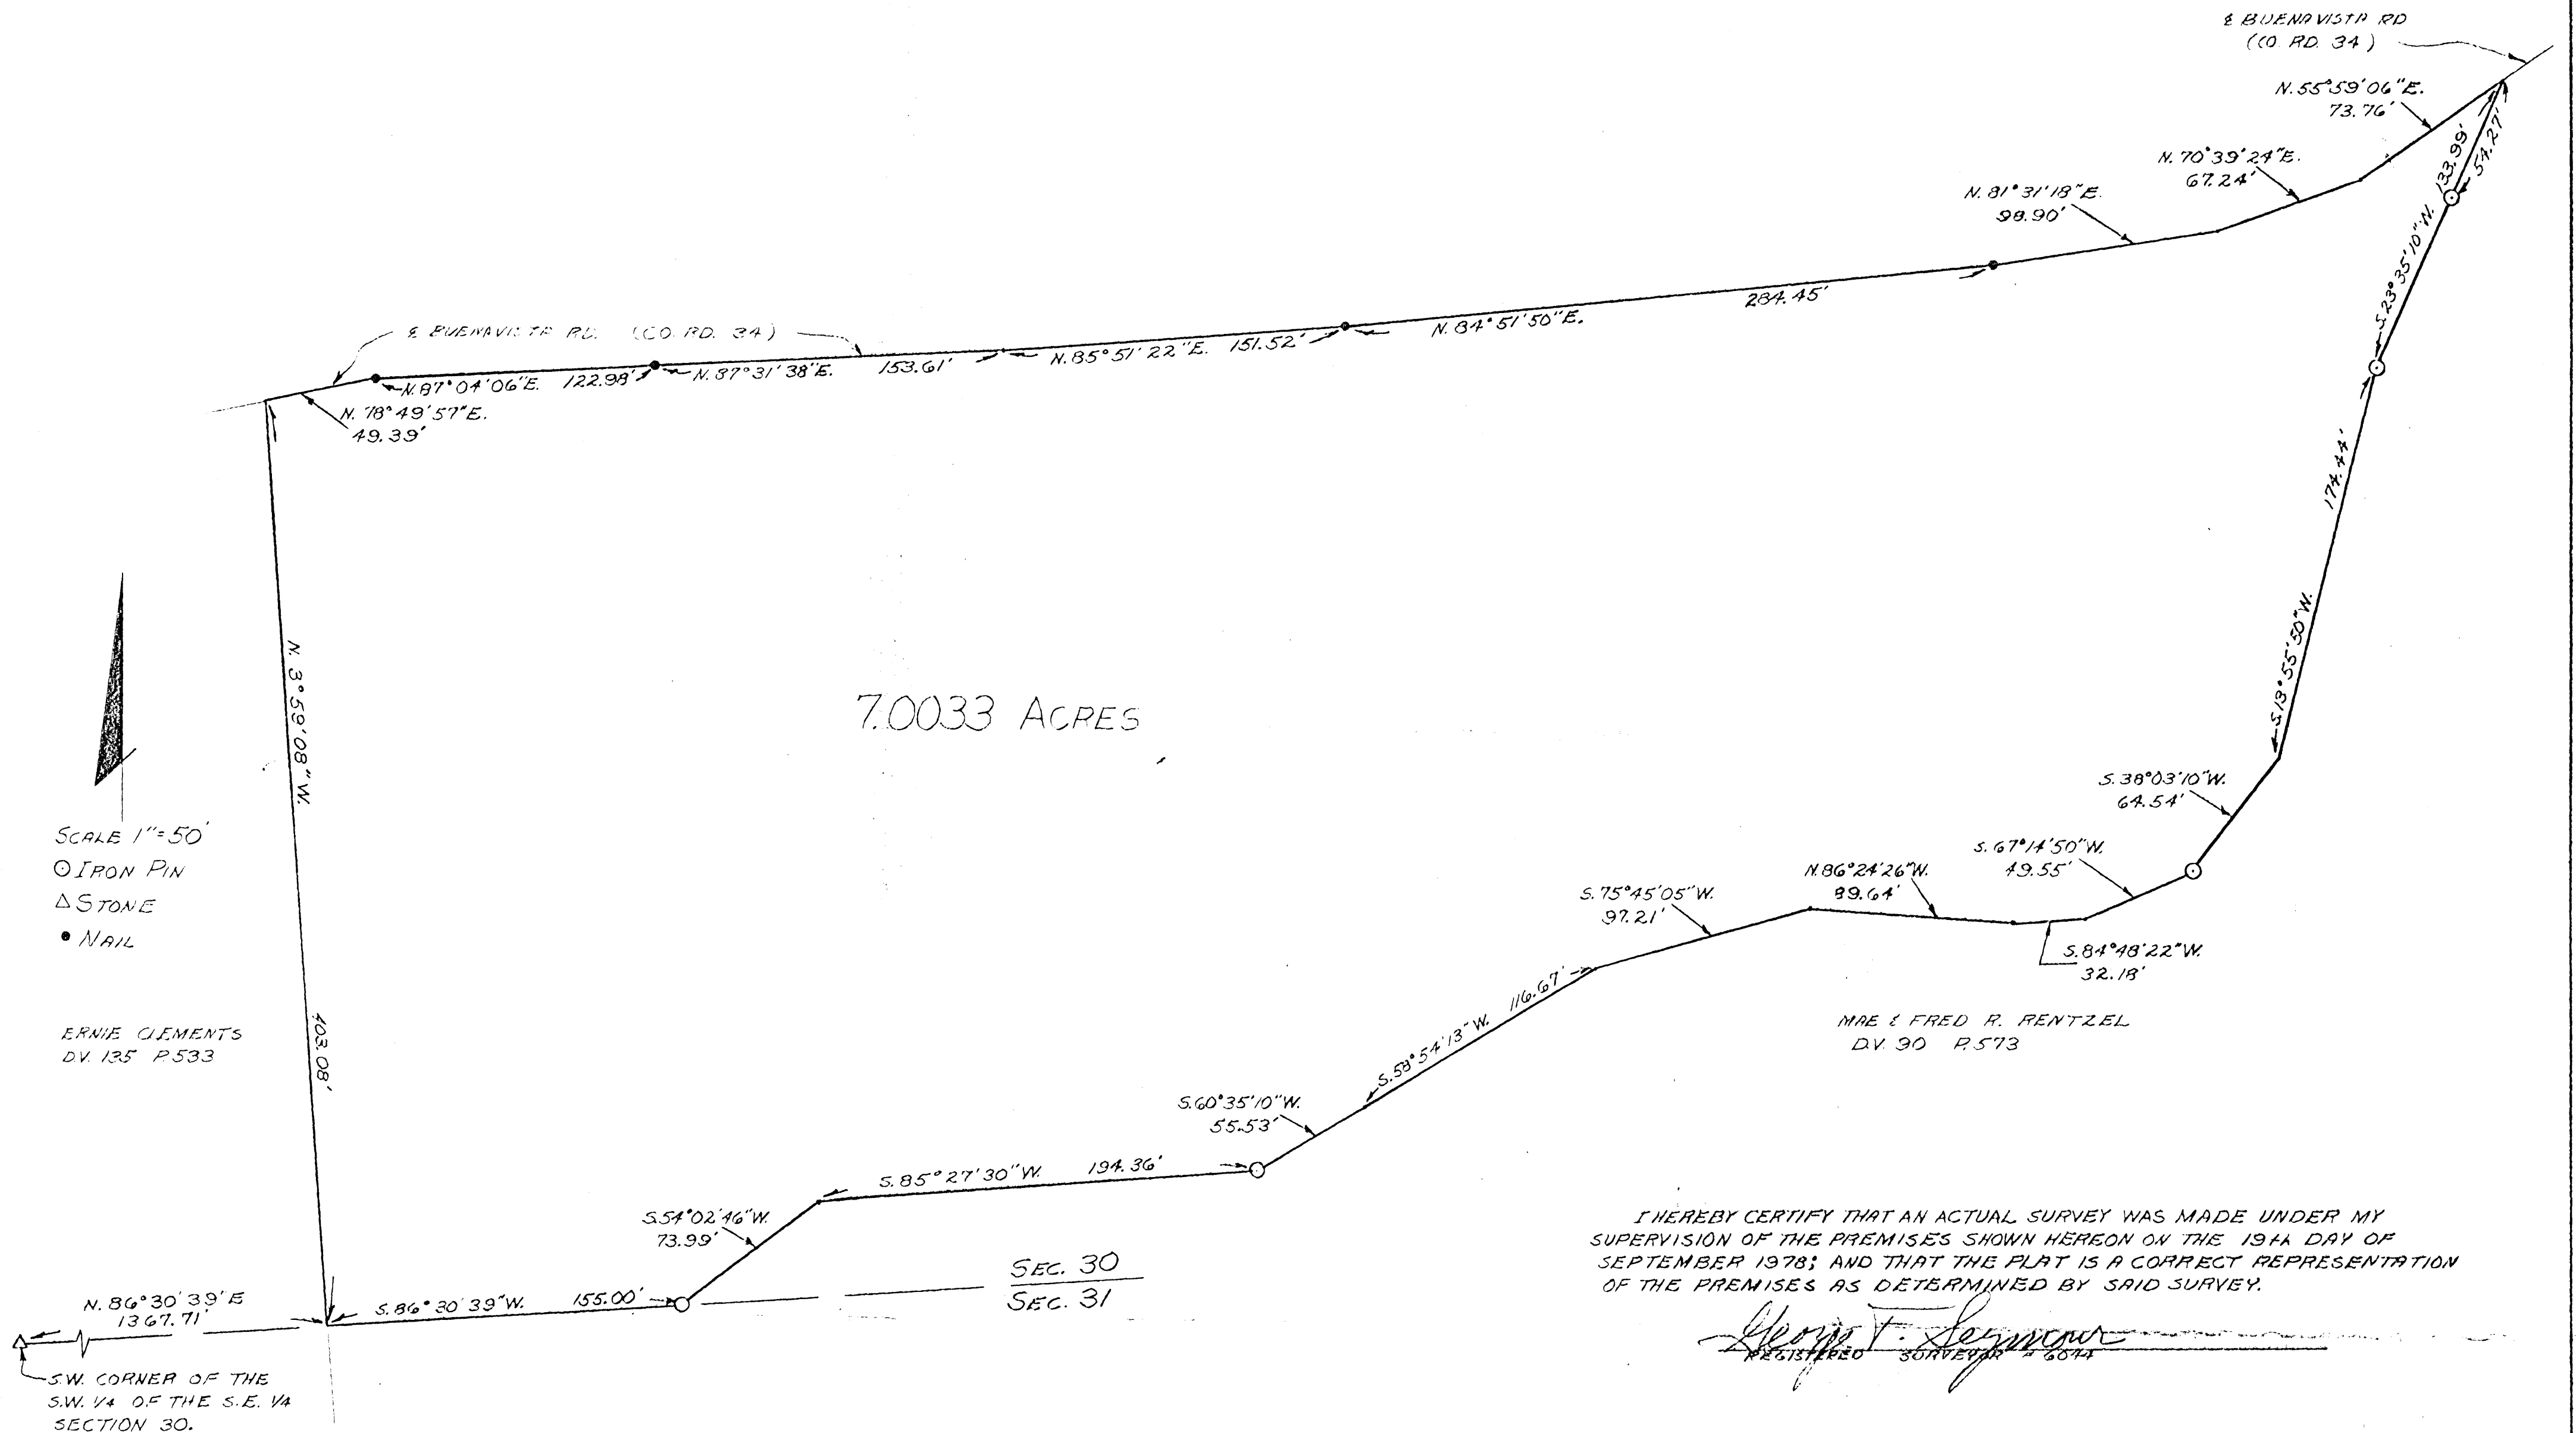 ℄ BUENAVISTA RD
(CO. RD. 34)
N. 55°59'06"E.
73.76'
N. 70°39'24"E.
67.24'
N. 81°31'18"E.
98.90'
133.99'
54.27'
S. 23°35'10"W.
284.45'
N. 84°51'50"E.
℄ BUENAVISTA RD. (CO. RD. 34)
N. 85°51'22"E. 151.52'
N. 87°31'38"E. 153.61'
N. 87°04'06"E. 122.98'
N. 78°49'57"E.
49.39'
174.44'
S. 13°55'50"W.
N. 3°59'08"W.
403.08'
7.0033 ACRES
SCALE 1"=50'
IRON PIN
STONE
NAIL
ERNIE CLEMENTS
D.V. 135 P. 533
S. 38°03'10"W.
64.54'
S. 67°14'50"W.
49.55'
N. 86°24'26"W.
89.64'
S. 84°48'22"W.
32.18'
S. 75°45'05"W.
97.21'
MAE & FRED R. RENTZEL
D.V. 90 P. 573
S. 58°54'13"W. 116.67'
S. 60°35'10"W.
55.53'
S. 85°27'30"W. 194.36'
S. 54°02'46"W.
73.99'
SEC. 30
SEC. 31
S. 86°30'39"W. 155.00'
N. 86°30'39"E
1367.71'
S.W. CORNER OF THE
S.W. 1/4 OF THE S.E. 1/4
SECTION 30.
I HEREBY CERTIFY THAT AN ACTUAL SURVEY WAS MADE UNDER MY
SUPERVISION OF THE PREMISES SHOWN HEREON ON THE 19th DAY OF
SEPTEMBER 1978; AND THAT THE PLAT IS A CORRECT REPRESENTATION
OF THE PREMISES AS DETERMINED BY SAID SURVEY.
George F. Seymour
REGISTERED SURVEYOR # 6044